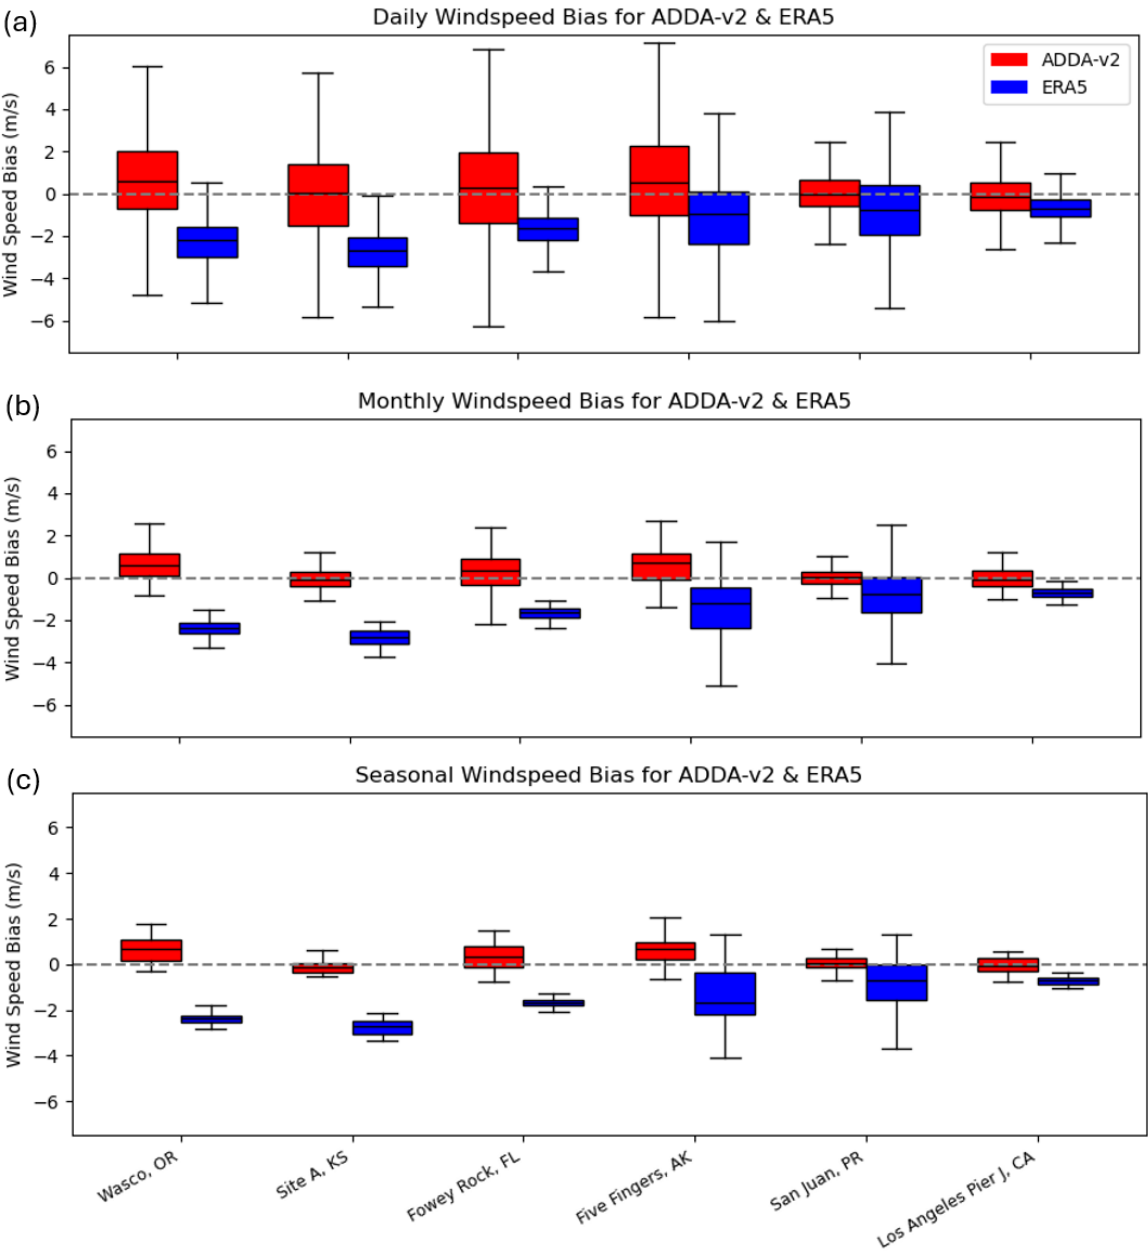 (a)
Daily Windspeed Bias for ADDA-v2 & ERA5
Wind Speed Bias (m/s)
6
4
2
0
−2
−4
−6
ADDA-v2
ERA5
(b)
Monthly Windspeed Bias for ADDA-v2 & ERA5
Wind Speed Bias (m/s)
6
4
2
0
−2
−4
−6
(c)
Seasonal Windspeed Bias for ADDA-v2 & ERA5
Wind Speed Bias (m/s)
6
4
2
0
−2
−4
−6
Wasco, OR
Site A, KS
Fowey Rock, FL
Five Fingers, AK
San Juan, PR
Los Angeles Pier J, CA